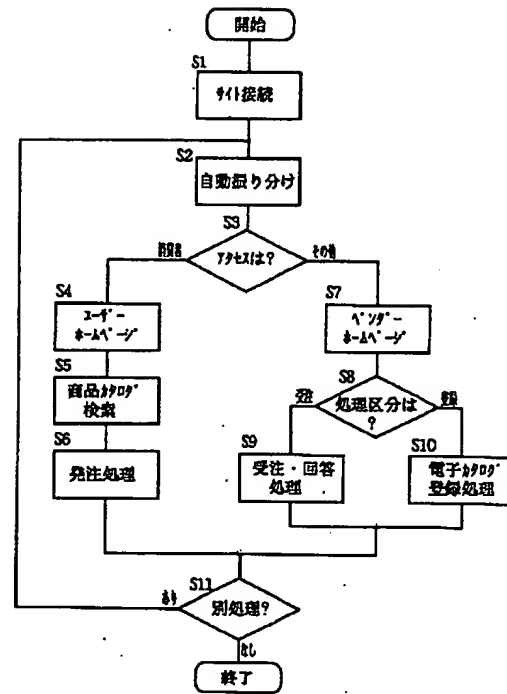 開始
S1
サイト接続
S2
自動振り分け
S3
アクセスは?
消費者
その他
S4
ユーザー
ホームページ
S5
商品カタログ
検索
S6
発注処理
S7
ベンダー
ホームページ
S8
処理区分は
?
S9
受注・回答
処理
S10
電子カタログ
登録処理
S11
別処理?
あり
なし
終了